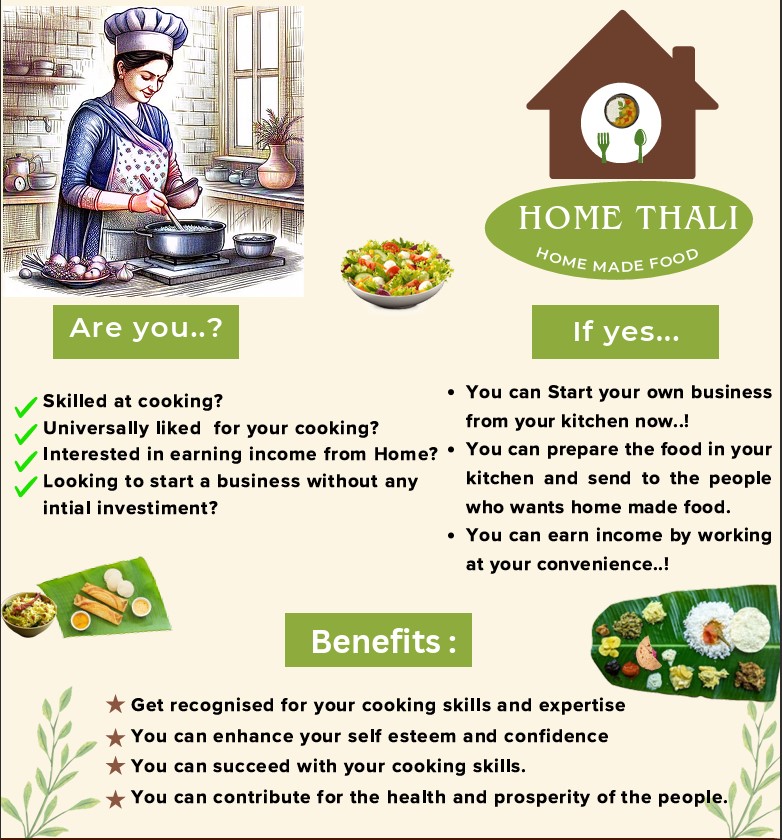 HOME THALI
HOME MADE FOOD
Are you..?
Skilled at cooking?
Universally liked  for your cooking?
Interested in earning income from Home?
Looking to start a business without any
intial investiment?
If yes...
You can Start your own business
from your kitchen now..!
You can prepare the food in your
kitchen and send to the people
who wants home made food.
You can earn income by working
at your convenience..!
Benefits :
Get recognised for your cooking skills and expertise
You can enhance your self esteem and confidence
You can succeed with your cooking skills.
You can contribute for the health and prosperity of the people.